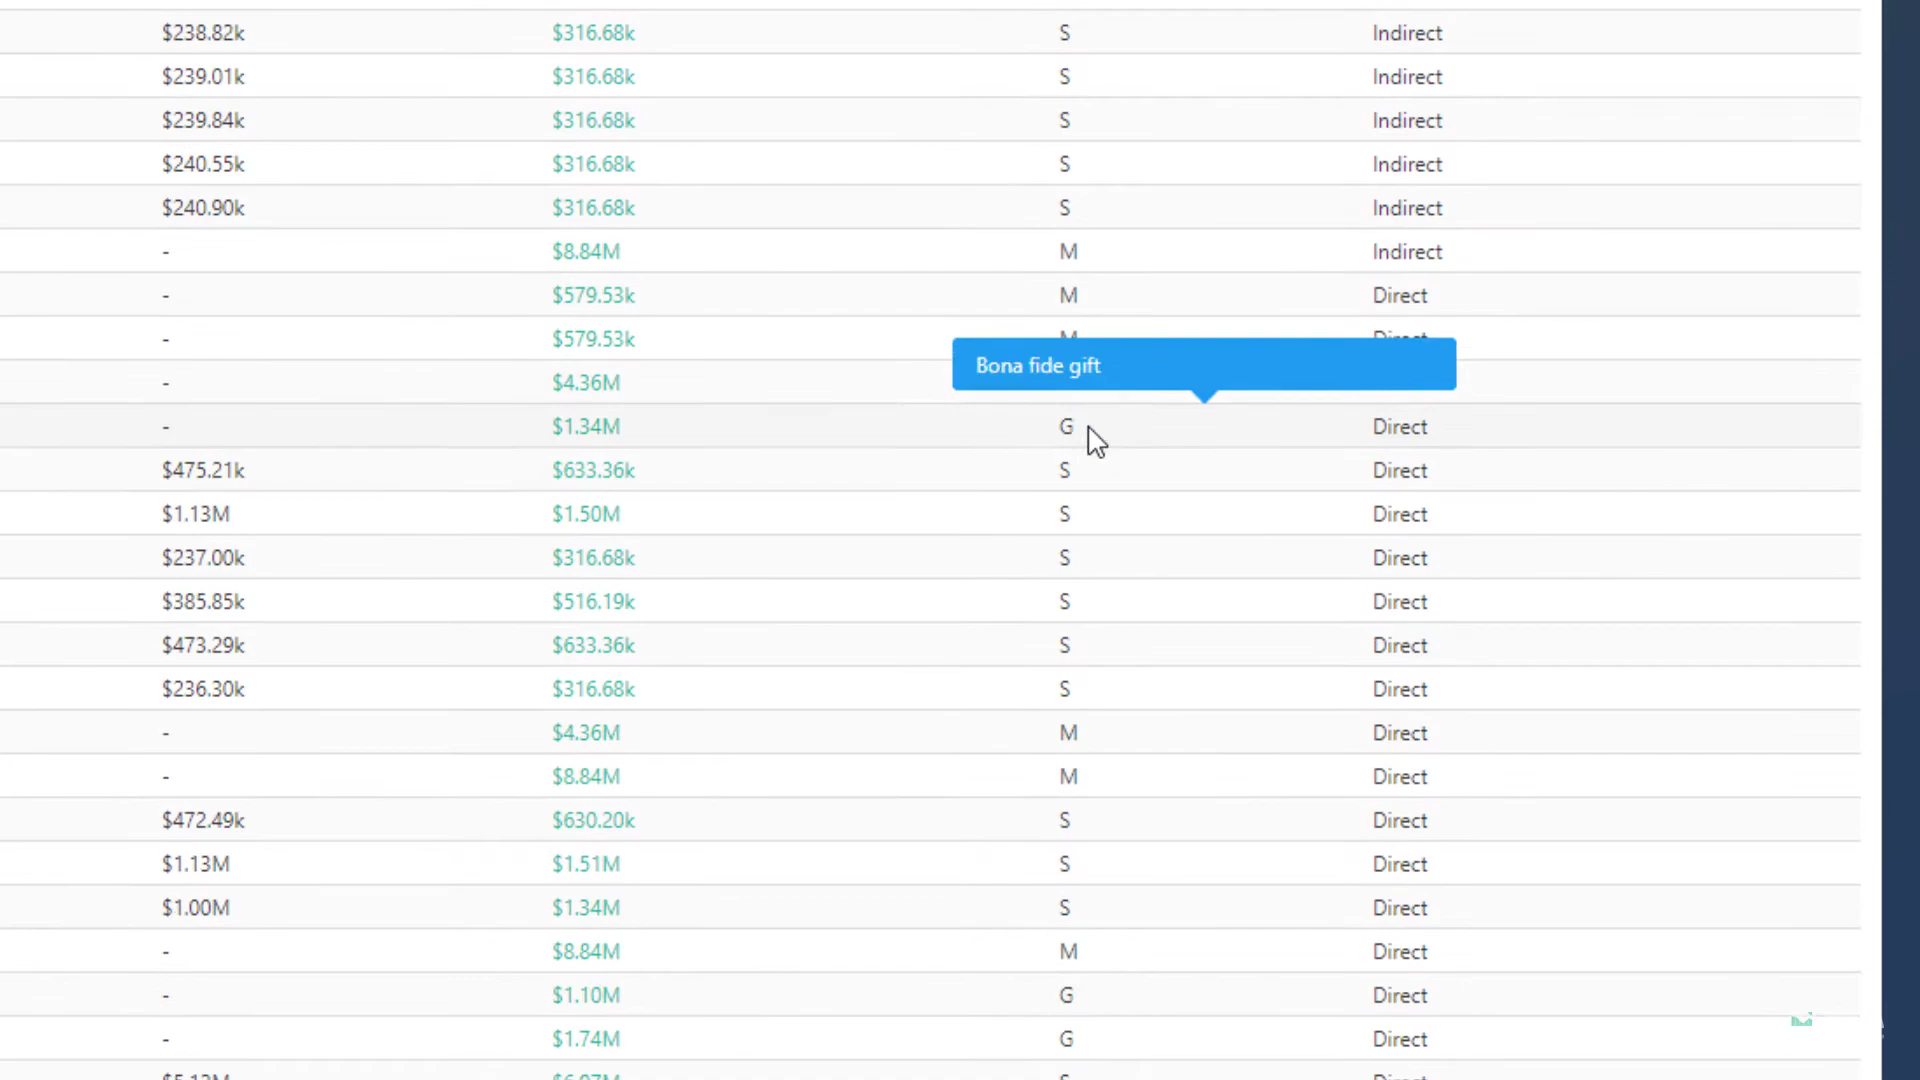 $238.82k $316.68k S Indirect
$239.01k $316.68k S Indirect
$239.84k $316.68k S Indirect
$240.55k $316.68k S Indirect
$240.90k $316.68k S Indirect
- $8.84M M Indirect
- $579.53k M Direct
- $579.53k M Direct
- $4.36M
Bona fide gift
- $1.34M G Direct
$475.21k $633.36k S Direct
$1.13M $1.50M S Direct
$237.00k $316.68k S Direct
$385.85k $516.19k S Direct
$473.29k $633.36k S Direct
$236.30k $316.68k S Direct
- $4.36M M Direct
- $8.84M M Direct
$472.49k $630.20k S Direct
$1.13M $1.51M S Direct
$1.00M $1.34M S Direct
- $8.84M M Direct
- $1.10M G Direct
- $1.74M G Direct